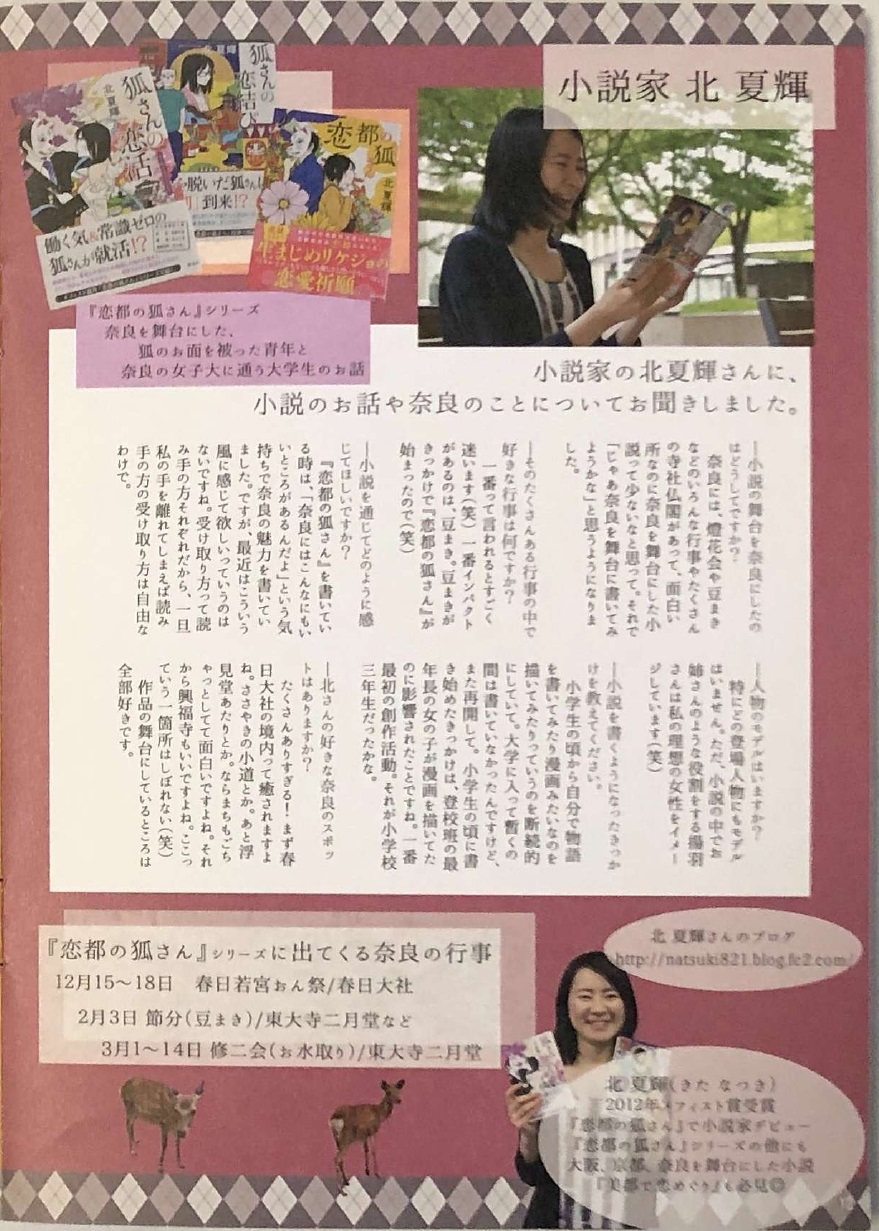 小説家 北 夏輝
狐さんの恋活
北夏輝
働く気&常識ゼロの
狐さんが就活!?
北 夏輝
狐さんの恋結び
脱いだ狐さん
到来!?
恋都の狐
北 夏輝
生まじめリケジョの
恋愛祈願
『恋都の狐さん』シリーズ
奈良を舞台にした、
狐のお面を被った青年と
奈良の女子大に通う大学生のお話
小説家の北夏輝さんに、
小説のお話や奈良のことについてお聞きしました。
―小説の舞台を奈良にしたの
はどうしてですか?
奈良には、燈花会や豆まき
などのいろんな行事やたくさん
の寺社仏閣があって、面白い
所なのに奈良を舞台にした小
説って少ないなと思って。それで
「じゃあ奈良を舞台に書いてみ
ようかな」と思うようになりま
した。
―そのたくさんある行事の中で
好きな行事は何ですか?
一番って言われるとすごく
迷います(笑)一番インパクト
があるのは、豆まき。豆まきが
きっかけで『恋都の狐さん』が
始まったので(笑)
―小説を通じてどのように感
じてほしいですか?
『恋都の狐さん』を書いてい
る時は、「奈良にはこんなにもい
いところがあるんだよ」という気
持ちで奈良の魅力を書いてい
ました。ですが、最近はこういう
風に感じて欲しいっていうのは
ないですね。受け取り方って読
み手の方それぞれだから、一旦
私の手を離れてしまえば読み
手の方の受け取り方は自由な
わけで。
―人物のモデルはいますか?
特にどの登場人物にもモデル
はいません。ただ、小説の中でお
姉さんのような役割をする揚羽
さんは私の理想の女性をイメー
ジしています(笑)
―小説を書くようになったきっか
けを教えてください。
小学生の頃から自分で物語
を書いてみたり漫画みたいなのを
描いてみたりっていうのを断続的
にしていて。大学に入って暫くの
間は書いていなかったんですけど、
また再開して。小学生の頃に書
き始めたきっかけは、登校班の最
年長の女の子が漫画を描いてた
のに影響されたことですね。一番
最初の創作活動。それが小学校
三年生だったかな。
―北さんの好きな奈良のスポッ
トはありますか?
たくさんありすぎる! まず春
日大社の境内って癒されますよ
ね。ささやきの小道とか。あと浮
見堂あたりとか。ならまちもごち
ゃっとしてて面白いですよね。それ
から興福寺もいいですよね。ここっ
ていう一箇所はしぼれない(笑)
作品の舞台にしているところは
全部好きです。
『恋都の狐さん』シリーズに出てくる奈良の行事
12月15〜18日 春日若宮おん祭/春日大社
2月3日 節分(豆まき)/東大寺二月堂など
3月1〜14日 修二会(お水取り)/東大寺二月堂
北 夏輝さんのブログ
http://natsuki821.blog.fc2.com/
北 夏輝(きた なつき)
2012年メフィスト賞受賞
『恋都の狐さん』で小説家デビュー
『恋都の狐さん』シリーズの他にも
大阪、京都、奈良を舞台にした小説
『美都で恋めぐり』も必見☺